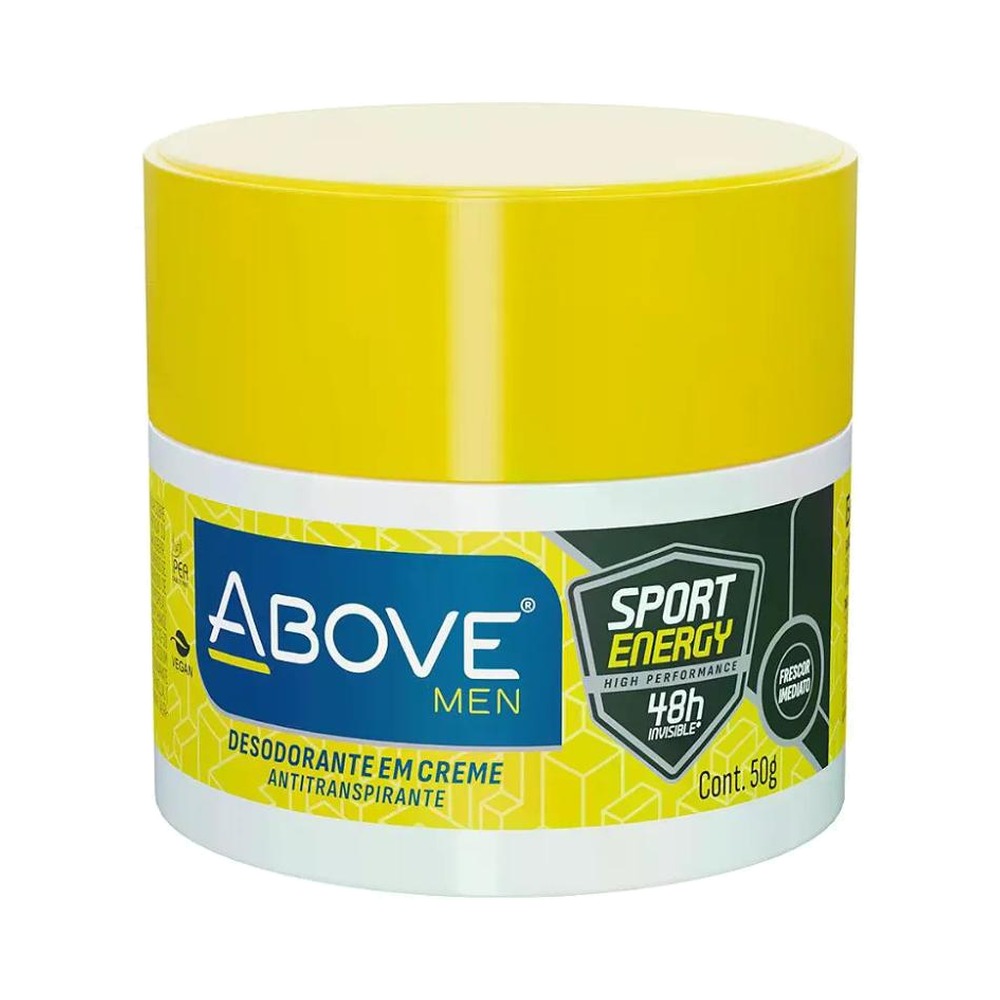 ABOVE®
MEN
DESODORANTE EM CREME
ANTITRANSPIRANTE
SPORT
ENERGY
HIGH PERFORMANCE
48h
INVISIBLE*
FRESCOR
IMEDIATO
Cont. 50g
VEGAN